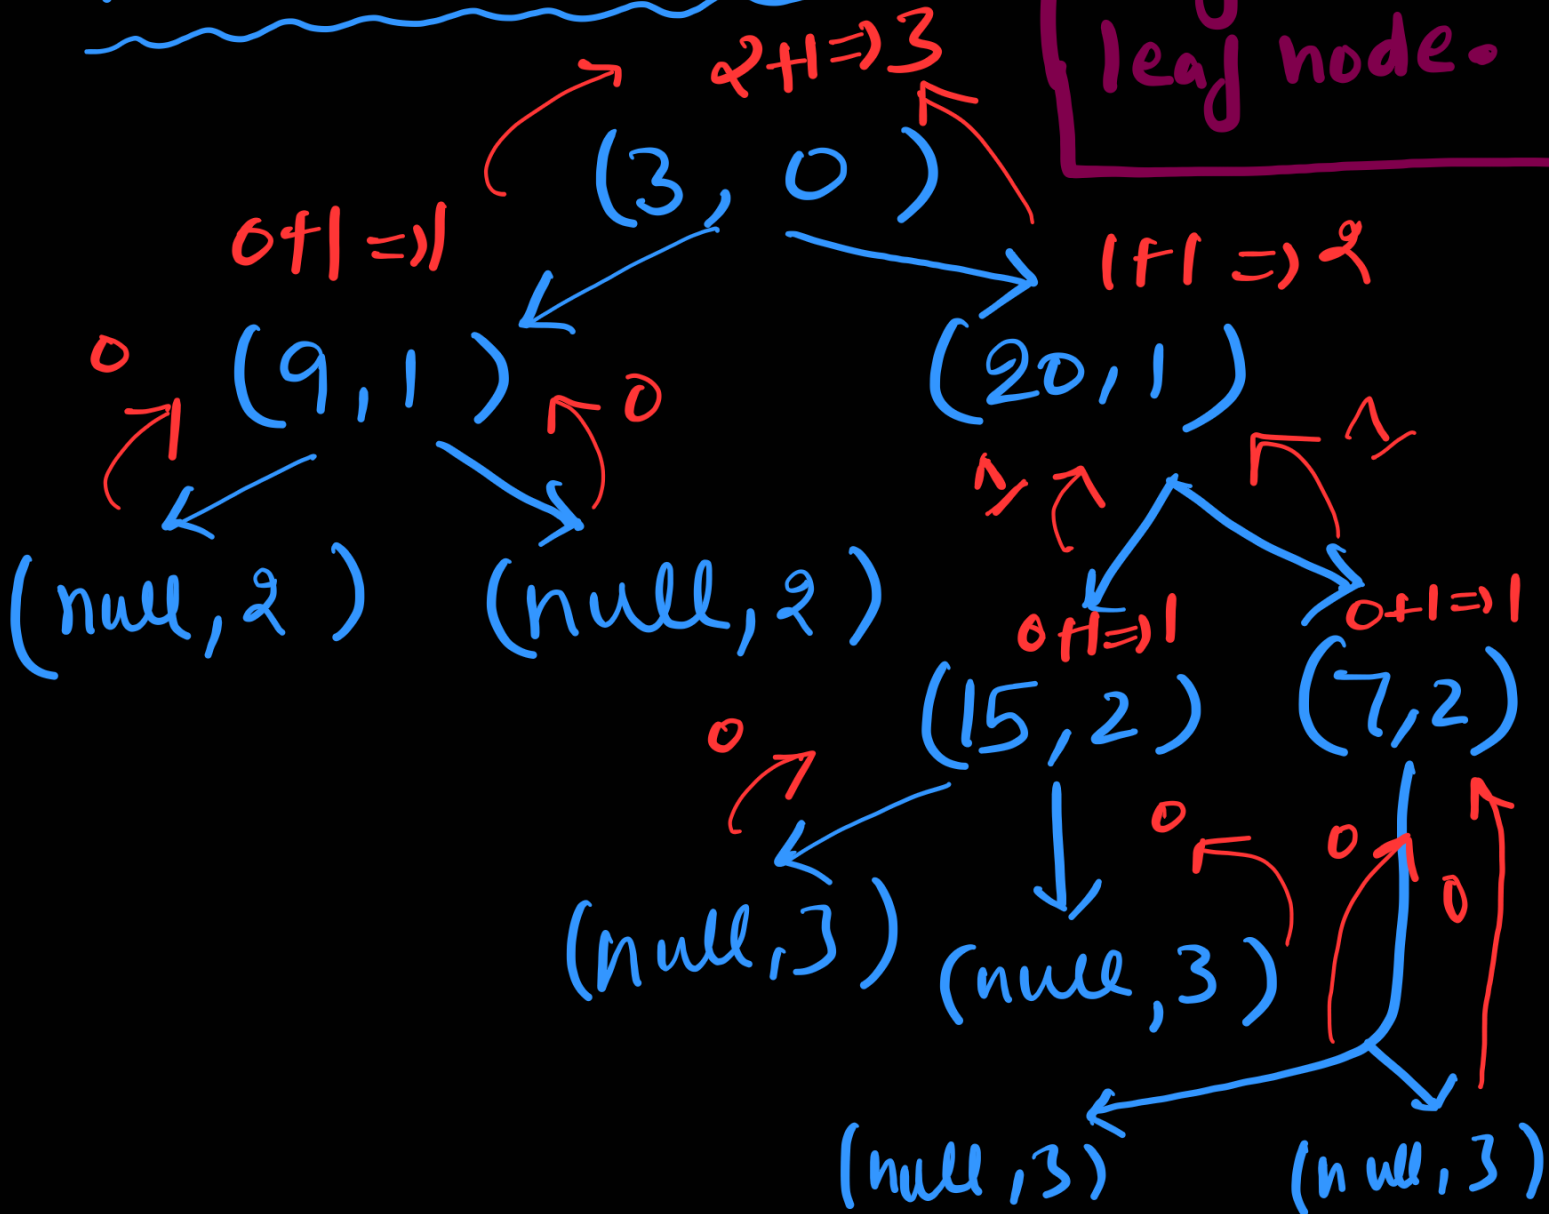 leaf node.
2+1=>3
(3, 0)
0+1=>1
1+1=>2
0
(9,1)
0
(20,1)
1
1
(null,2)
(null,2)
0+1=>1
0+1=>1
(15,2)
(7,2)
0
0
0
0
(null,3)
(null,3)
(null,3)
(null,3)